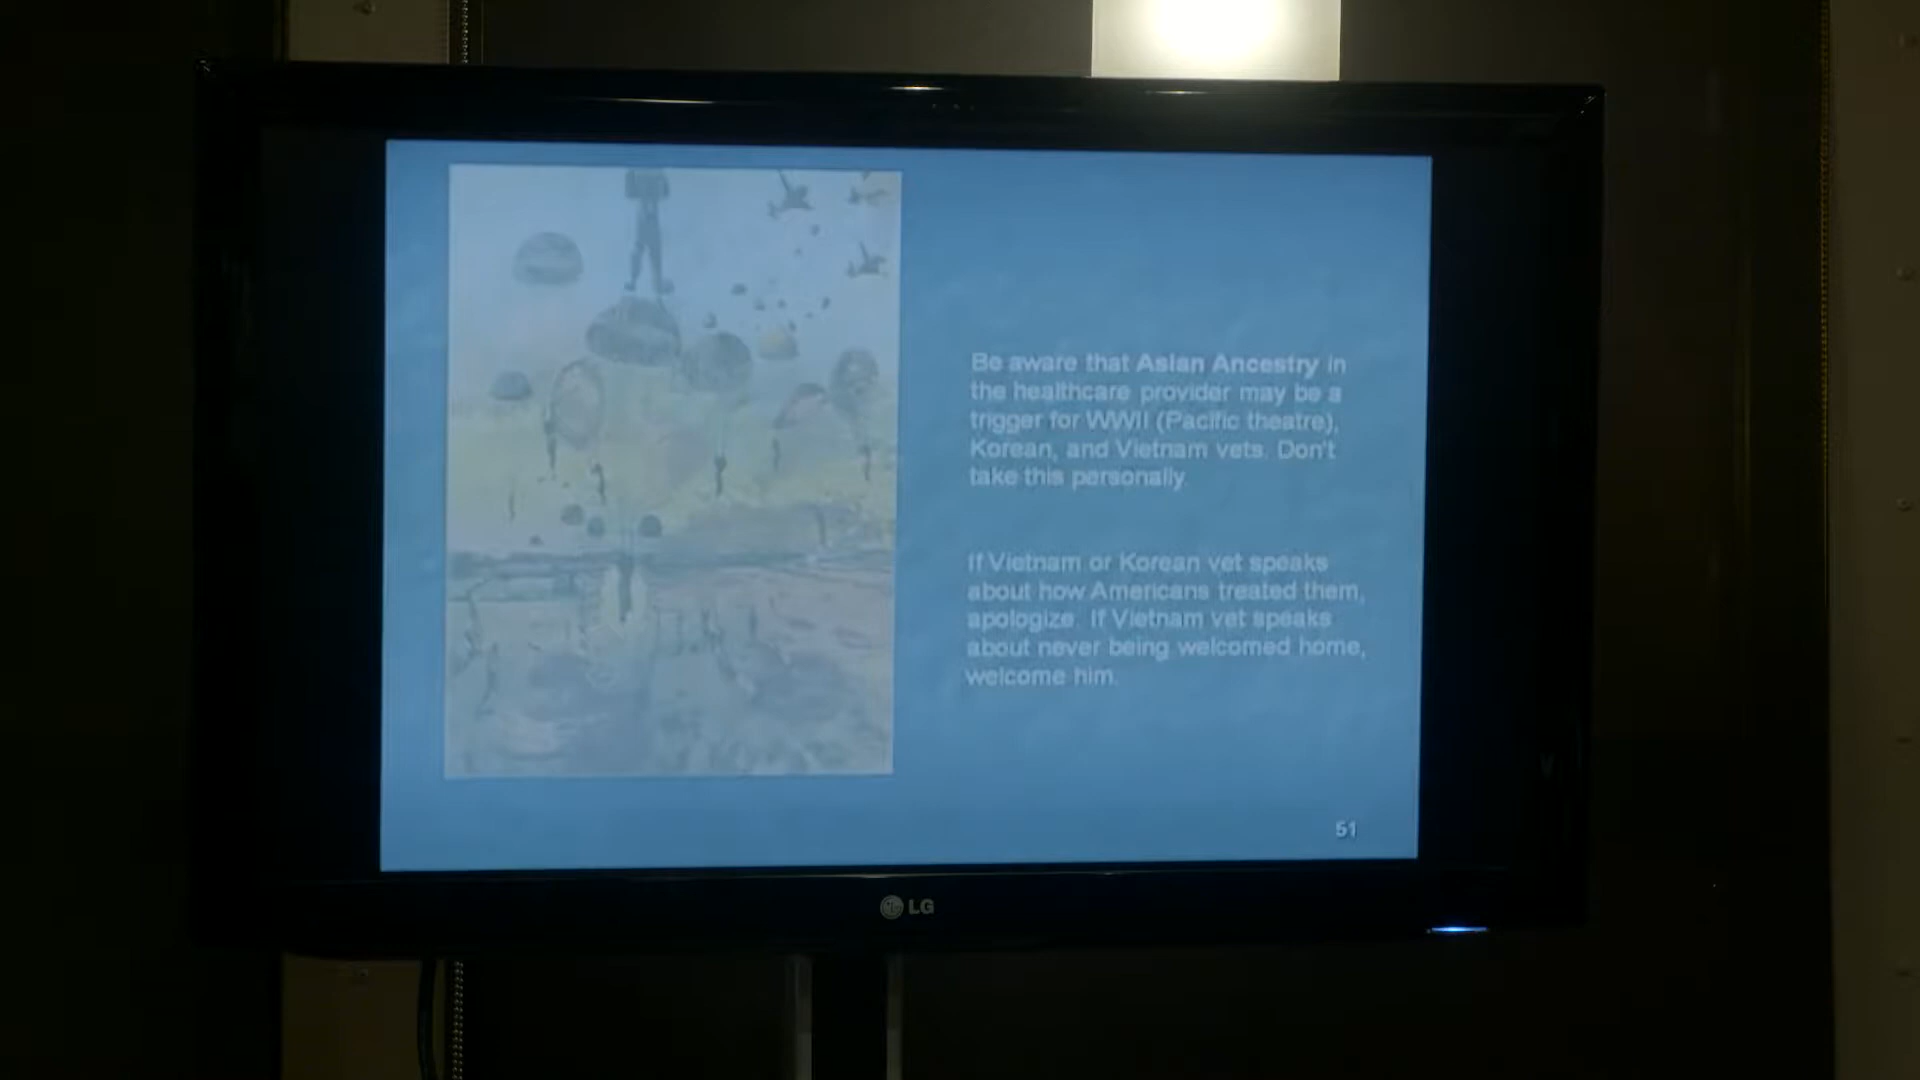 Be aware that Asian Ancestry in
the healthcare provider may be a
trigger for WWII (Pacific theatre),
Korean, and Vietnam vets. Don't
take this personally.
If Vietnam or Korean vet speaks
about how Americans treated them,
apologize. If Vietnam vet speaks
about never being welcomed home,
welcome him.
51
LG